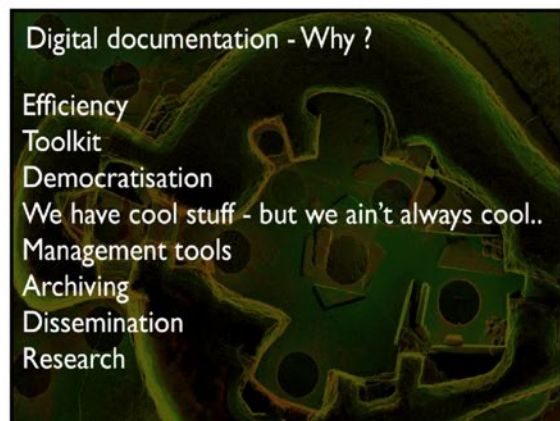 Digital documentation - Why ?
Efficiency
Toolkit
Democratisation
We have cool stuff - but we ain't always cool..
Management tools
Archiving
Dissemination
Research